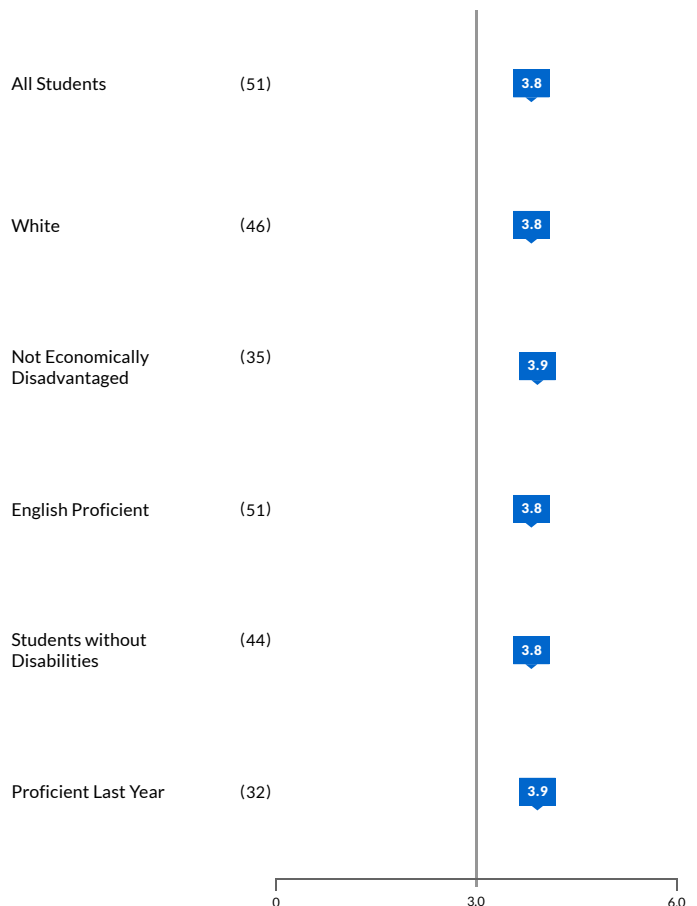 All Students (51) 3.8
White (46) 3.8
Not Economically (35) 3.9
Disadvantaged
English Proficient (51) 3.8
Students without (44) 3.8
Disabilities
Proficient Last Year (32) 3.9
0 3.0 6.0